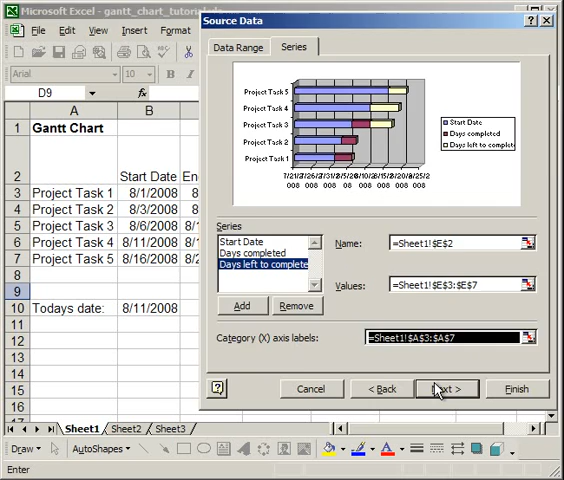 Microsoft Excel - gantt_chart_tutorial
Source Data
File Edit View Insert Format
Data Range Series
Arial 10 B I
D9 fx
Project Task 5
Project Task 4
Project Task 3
Project Task 2
Project Task 1
Start Date
Days completed
Days left to complete
A B
1 Gantt Chart
2 Start Date
3 Project Task 1 8/1/2008
4 Project Task 2 8/3/2008
5 Project Task 3 8/6/2008
6 Project Task 4 8/11/2008
7 Project Task 5 8/16/2008
8
9
10 Todays date: 8/11/2008
11
12
13
14
15
16
Series
Start Date
Days completed
Days left to complete
Add Remove
Name: =Sheet1!$E$2
Values: =Sheet1!$E$3:$E$7
Category (X) axis labels: =Sheet1!$A$3:$A$7
Cancel < Back Next > Finish
Sheet1 Sheet2 Sheet3
Draw AutoShapes
Enter